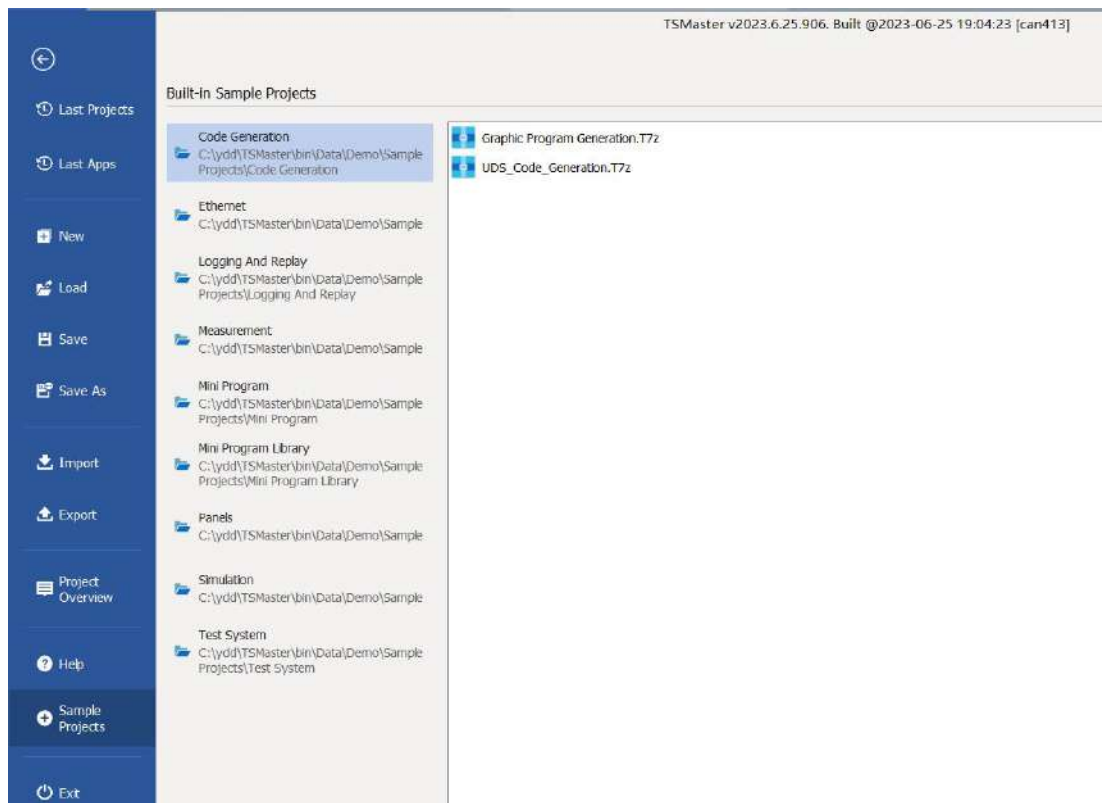 TSMaster v2023.6.25.906. Built @2023-06-25 19:04:23 [can413]
Last Projects
Last Apps
New
Load
Save
Save As
Import
Export
Project
Overview
Help
Sample
Projects
Exit
Built-in Sample Projects
Code Generation
C:\ydd\TSMaster\bin\Data\Demo\Sample
Projects\Code Generation
Ethernet
C:\ydd\TSMaster\bin\Data\Demo\Sample
Logging And Replay
C:\ydd\TSMaster\bin\Data\Demo\Sample
Projects\Logging And Replay
Measurement
C:\ydd\TSMaster\bin\Data\Demo\Sample
Mini Program
C:\ydd\TSMaster\bin\Data\Demo\Sample
Projects\Mini Program
Mini Program Library
C:\ydd\TSMaster\bin\Data\Demo\Sample
Projects\Mini Program Library
Panels
C:\ydd\TSMaster\bin\Data\Demo\Sample
Simulation
C:\ydd\TSMaster\bin\Data\Demo\Sample
Test System
C:\ydd\TSMaster\bin\Data\Demo\Sample
Projects\Test System
Graphic Program Generation.T7z
UDS_Code_Generation.T7z